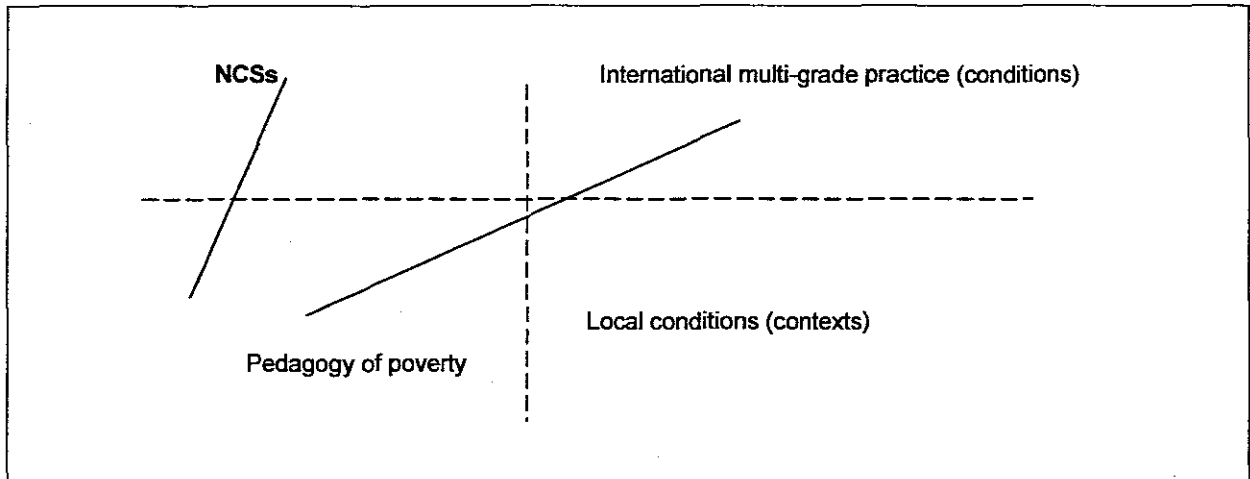 NCSs
International multi-grade practice (conditions)
Local conditions (contexts)
Pedagogy of poverty